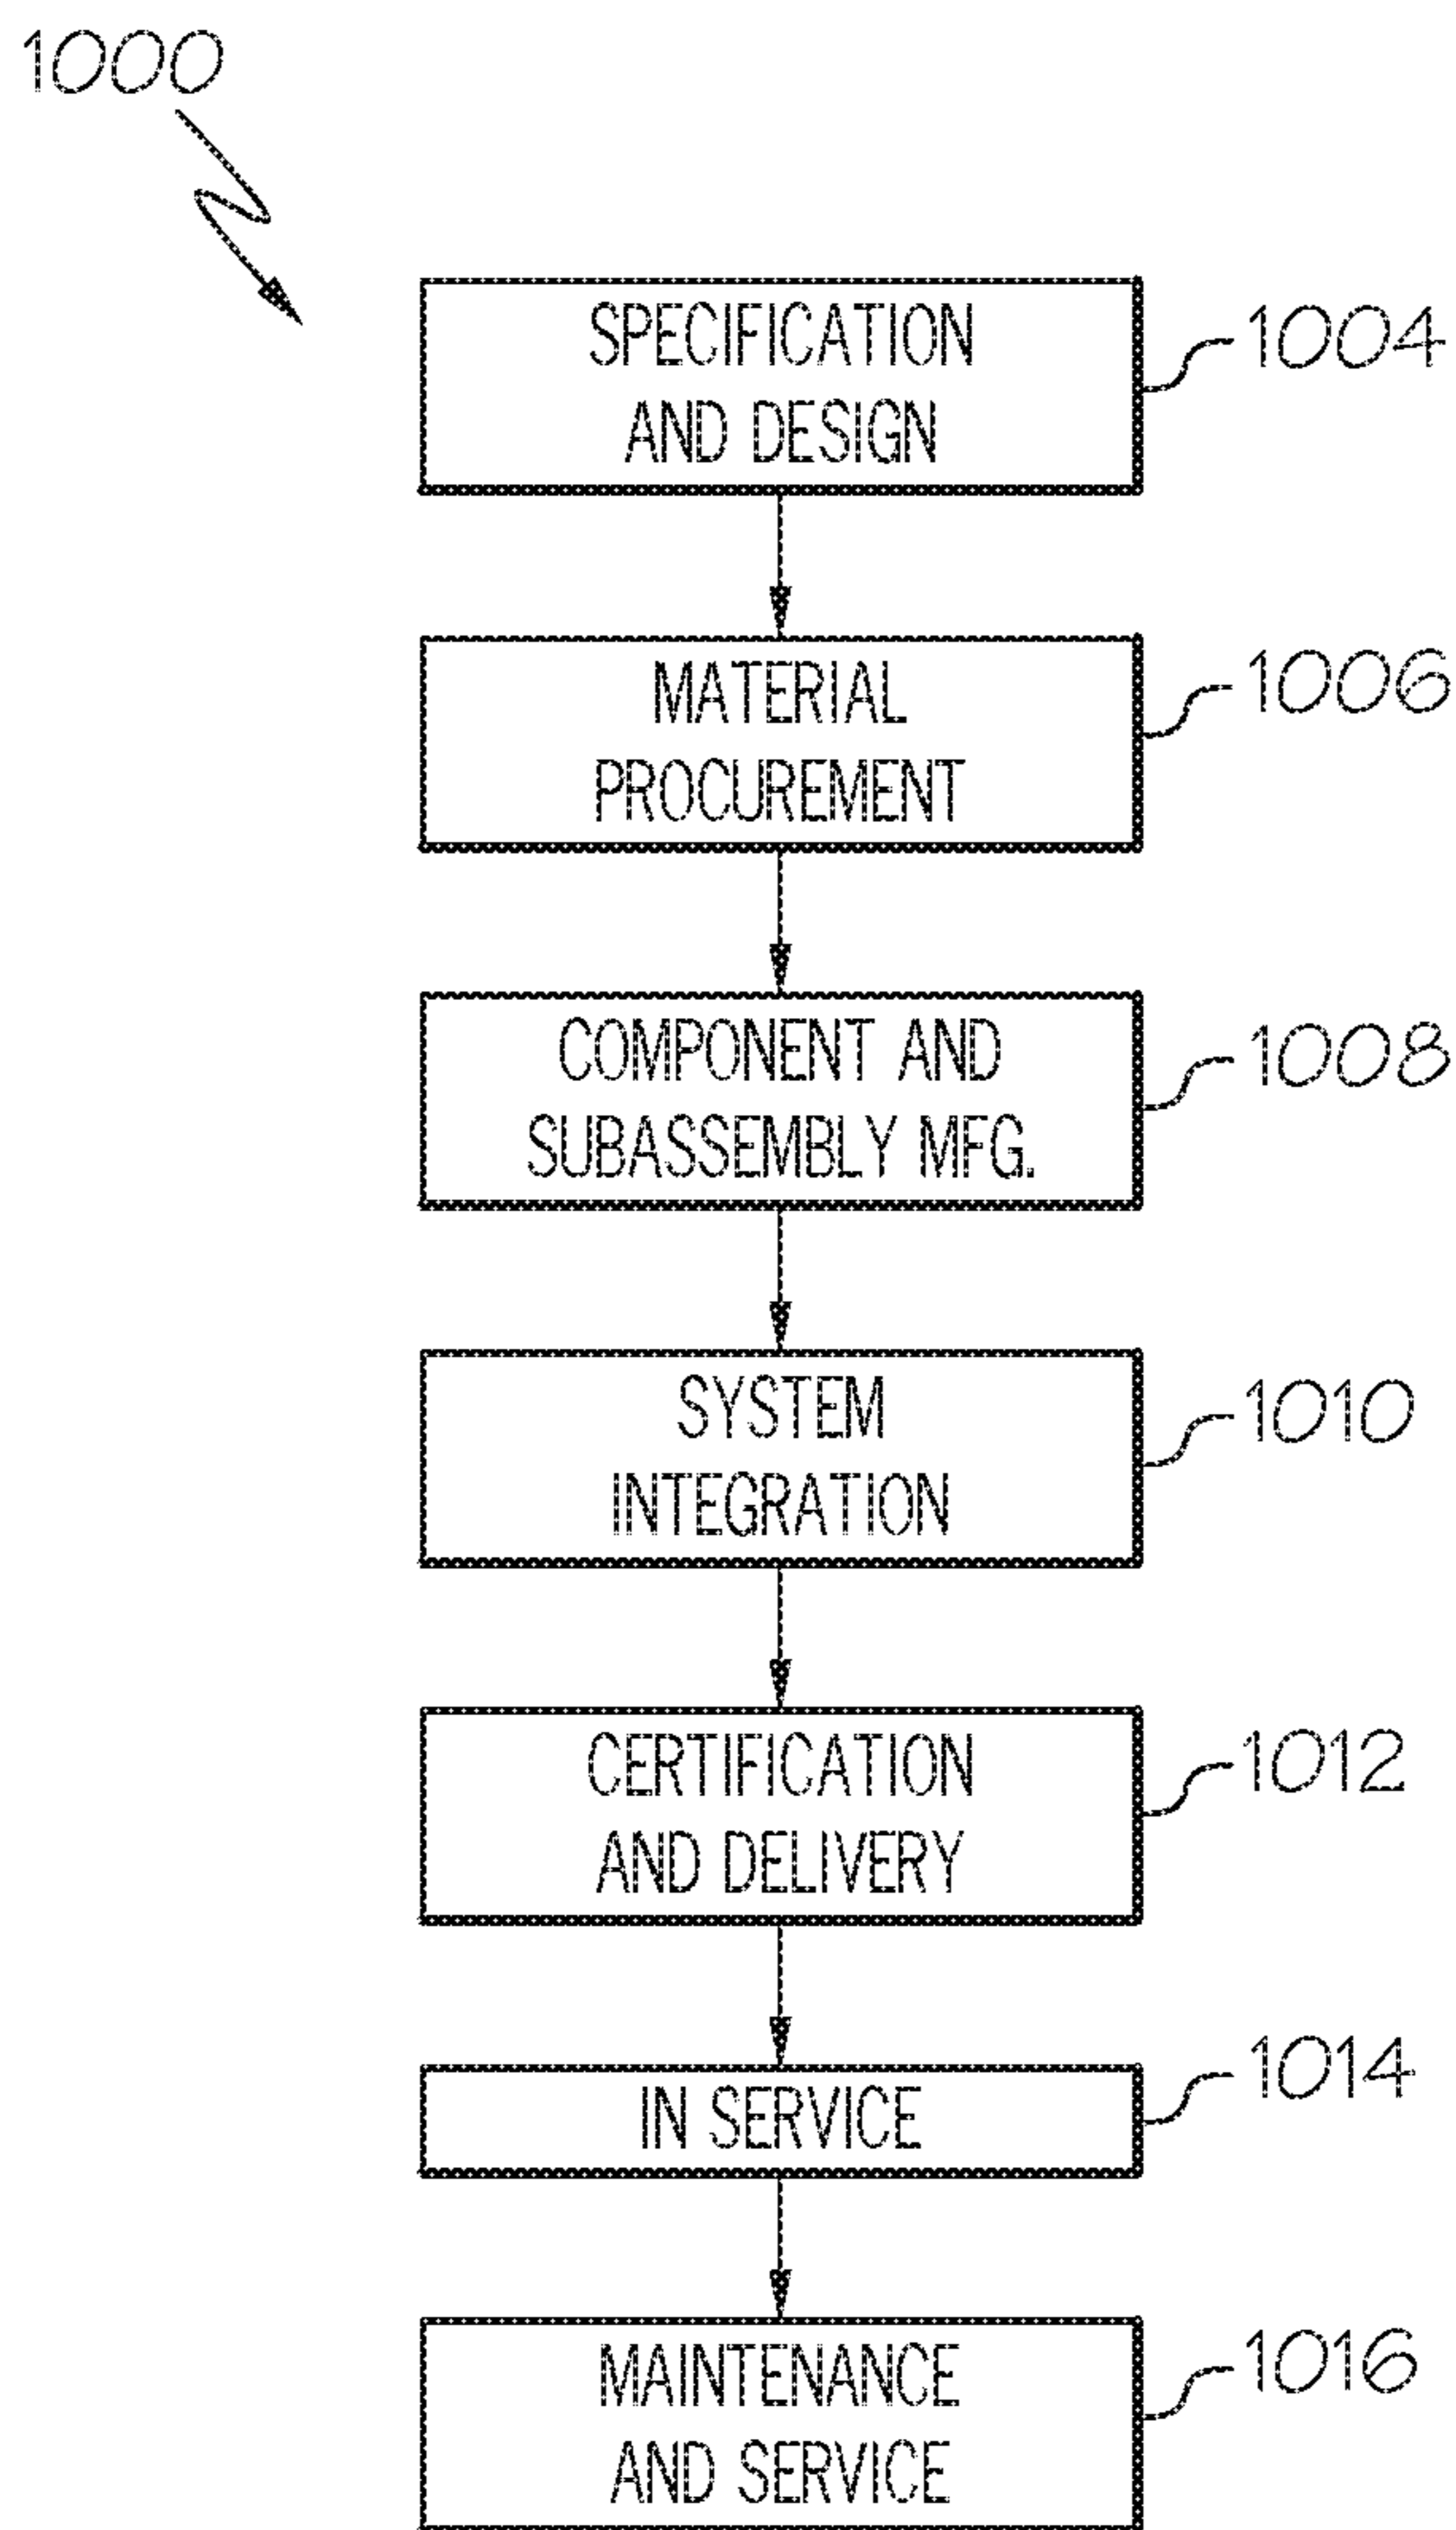 1000
SPECIFICATION
AND DESIGN
1004
MATERIAL
PROCUREMENT
1006
COMPONENT AND
SUBASSEMBLY MFG.
1008
SYSTEM
INTEGRATION
1010
CERTIFICATION
AND DELIVERY
1012
IN SERVICE
1014
MAINTENANCE
AND SERVICE
1016